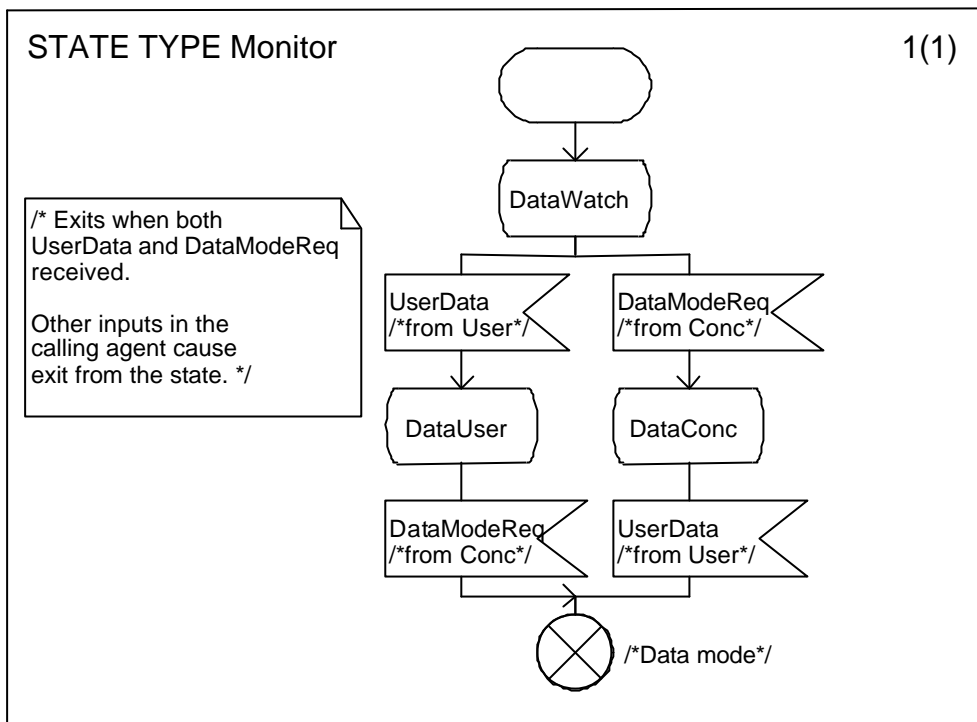 STATE TYPE Monitor
1(1)
DataWatch
/* Exits when both
UserData and DataModeReq
received.
Other inputs in the
calling agent cause
exit from the state. */
UserData
/*from User*/
DataModeReq
/*from Conc*/
DataUser
DataConc
DataModeReq
/*from Conc*/
UserData
/*from User*/
/*Data mode*/